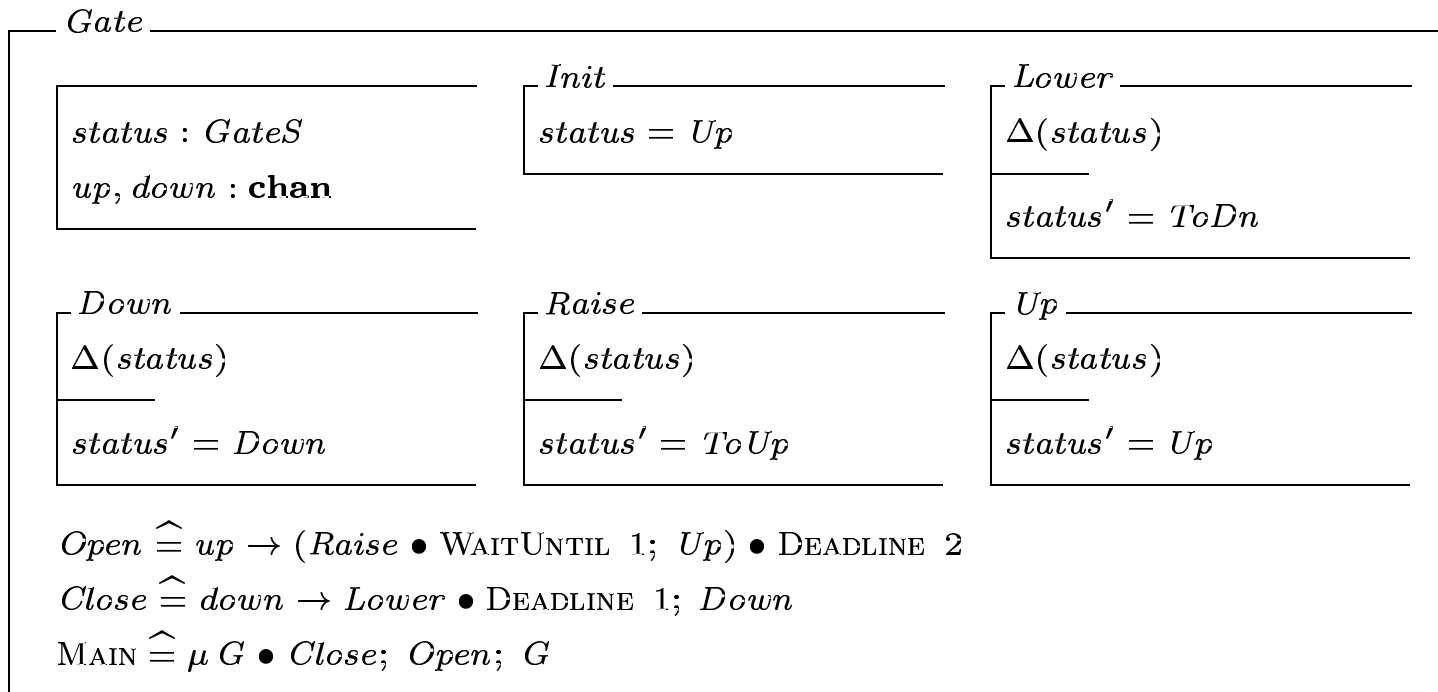 Gate
Init
Lower
status : GateS
status = Up
Δ(status)
up, down : chan
status′ = ToDn
Down
Raise
Up
Δ(status)
Δ(status)
Δ(status)
status′ = Down
status′ = ToUp
status′ = Up
Open ≙ up → (Raise • WAITUNTIL 1; Up) • DEADLINE 2
Close ≙ down → Lower • DEADLINE 1; Down
MAIN ≙ μ G • Close; Open; G